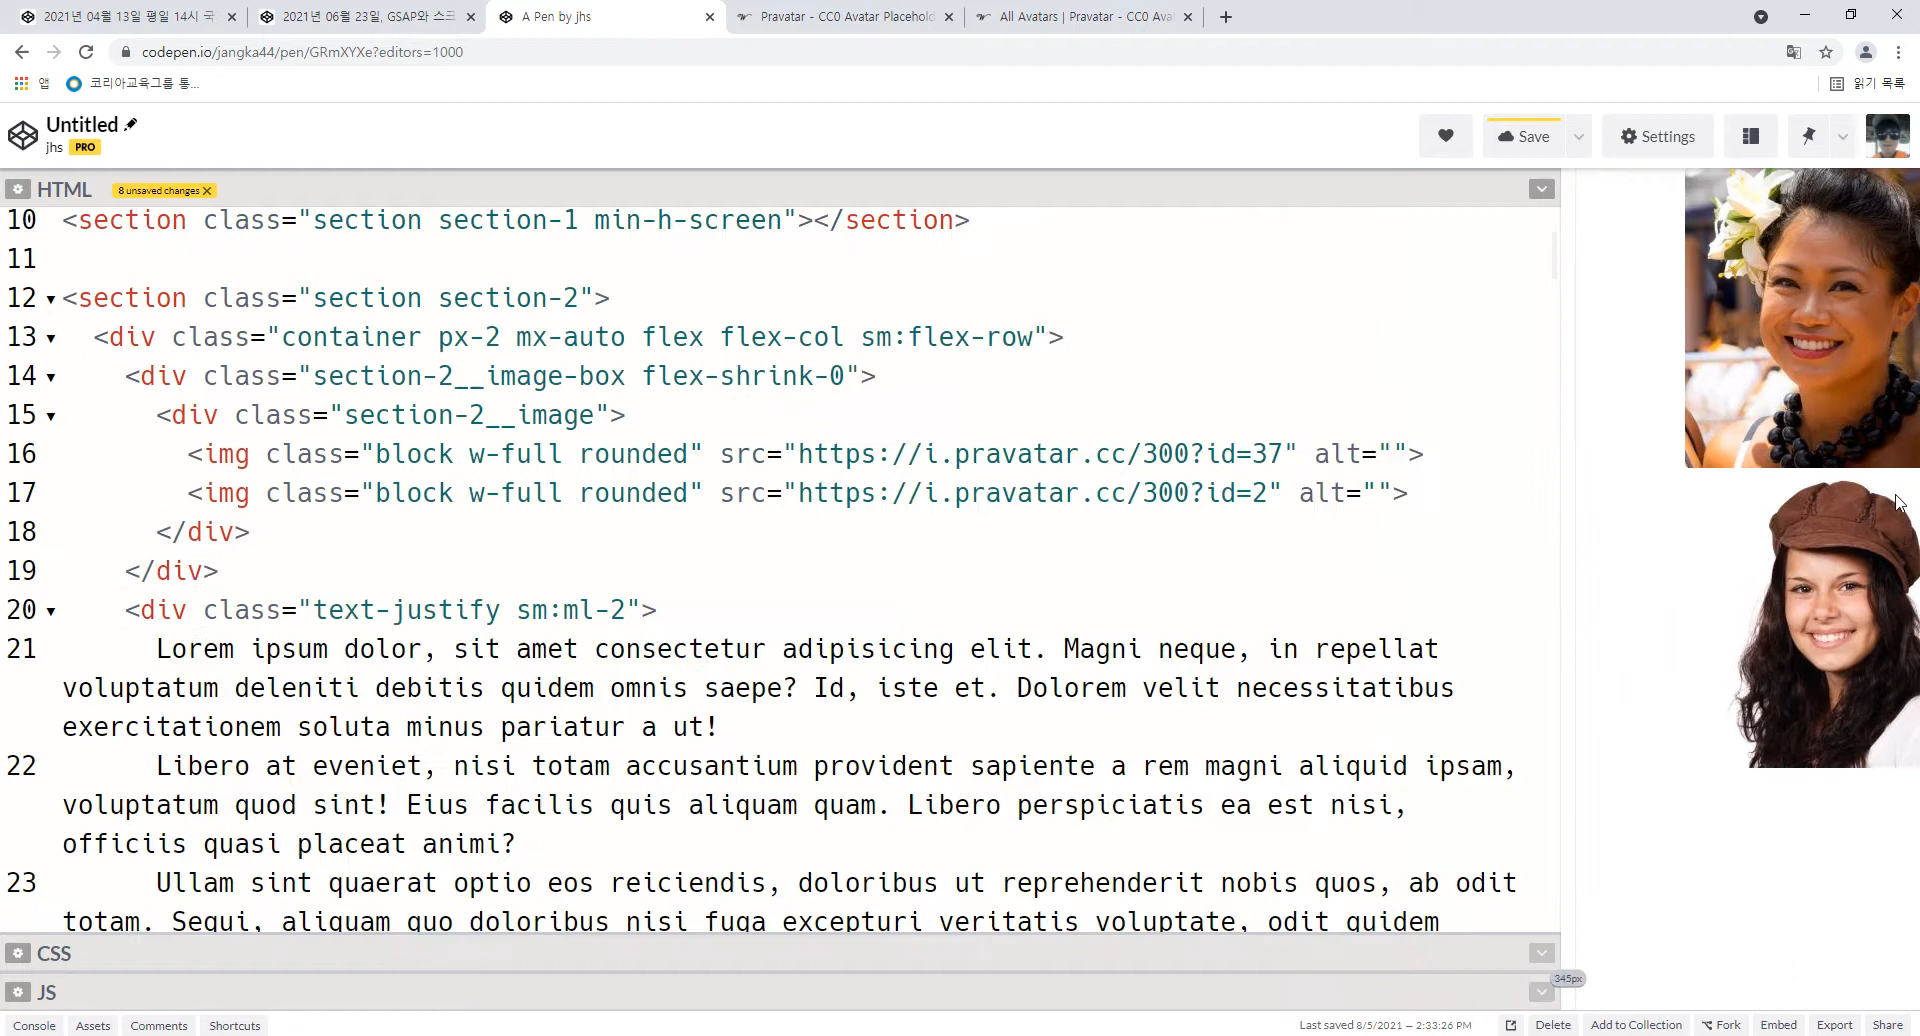 2021년 04월 13일 평일 14시 국
2021년 06월 23일, GSAP와 스크
A Pen by jhs
Pravatar - CC0 Avatar Placehold
All Avatars | Pravatar - CC0 Ava
codepen.io/jangka44/pen/GRmXYXe?editors=1000
앱
코리아교육그룹 통...
읽기 목록
Untitled
jhs PRO
Save
Settings
HTML
8 unsaved changes ×
10 <section class="section section-1 min-h-screen"></section>
11
12 <section class="section section-2">
13 <div class="container px-2 mx-auto flex flex-col sm:flex-row">
14 <div class="section-2__image-box flex-shrink-0">
15 <div class="section-2__image">
16 <img class="block w-full rounded" src="https://i.pravatar.cc/300?id=37" alt="">
17 <img class="block w-full rounded" src="https://i.pravatar.cc/300?id=2" alt="">
18 </div>
19 </div>
20 <div class="text-justify sm:ml-2">
21 Lorem ipsum dolor, sit amet consectetur adipisicing elit. Magni neque, in repellat
voluptatum deleniti debitis quidem omnis saepe? Id, iste et. Dolorem velit necessitatibus
exercitationem soluta minus pariatur a ut!
22 Libero at eveniet, nisi totam accusantium provident sapiente a rem magni aliquid ipsam,
voluptatum quod sint! Eius facilis quis aliquam quam. Libero perspiciatis ea est nisi,
officiis quasi placeat animi?
23 Ullam sint quaerat optio eos reiciendis, doloribus ut reprehenderit nobis quos, ab odit
totam. Sequi, aliquam quo doloribus nisi fuga excepturi veritatis voluptate, odit quidem
CSS
345px
JS
Console
Assets
Comments
Shortcuts
Last saved 8/5/2021 — 2:33:26 PM
Delete
Add to Collection
Fork
Embed
Export
Share